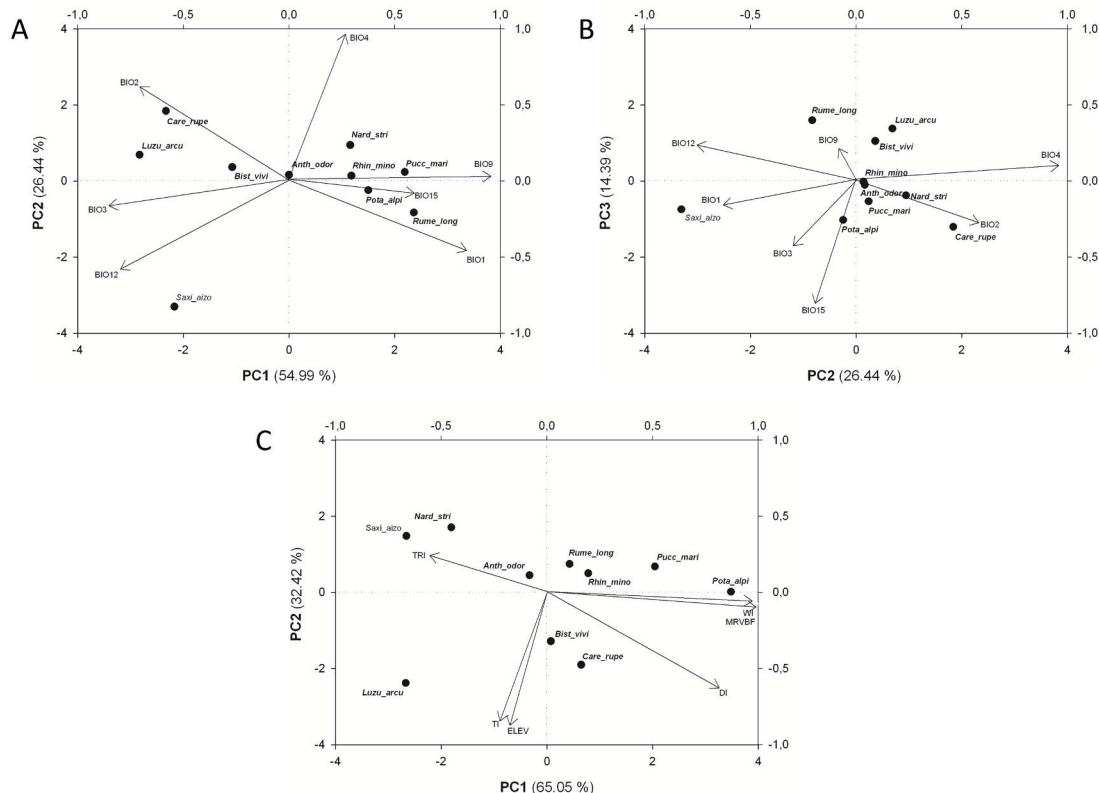 A
-1,0 -0,5 0,0 0,5 1,0
4 1,0
BIO4
BIO2
Care_rupe
2 0,5
Nard_stri
Luzu_arcu
Anth_odor Rhin_mino Pucc_mari BIO9
Bist_vivi
0 0,0
Pota_alpi BIO15
BIO3
Rume_long
-2 -0,5
BIO1
BIO12
Saxi_aizo
-4 -1,0
-4 -2 0 2 4
PC2 (26.44 %)
PC1 (54.99 %)
B
-1,0 -0,5 0,0 0,5 1,0
4 1,0
2 0,5
Rume_long Luzu_arcu
BIO9
BIO12 Bist_vivi
BIO4
Rhin_mino
0 0,0
Anth_odor Nard_stri
BIO1
Saxi_aizo Pucc_mari
BIO2
Pota_alpi Care_rupe
BIO3
-2 -0,5
BIO15
-4 -1,0
-4 -2 0 2 4
PC3 (14.39 %)
PC2 (26.44 %)
C
-1,0 -0,5 0,0 0,5 1,0
4 1,0
2 0,5
Nard_stri
Saxi_aizo
TRI
Rume_long Pucc_mari
Anth_odor
Rhin_mino Pota_alpi
0 0,0
WI
MRVBF
Bist_vivi
Care_rupe
-2 -0,5
Luzu_arcu
DI
TI
ELEV
-4 -1,0
-4 -2 0 2 4
PC2 (32.42 %)
PC1 (65.05 %)